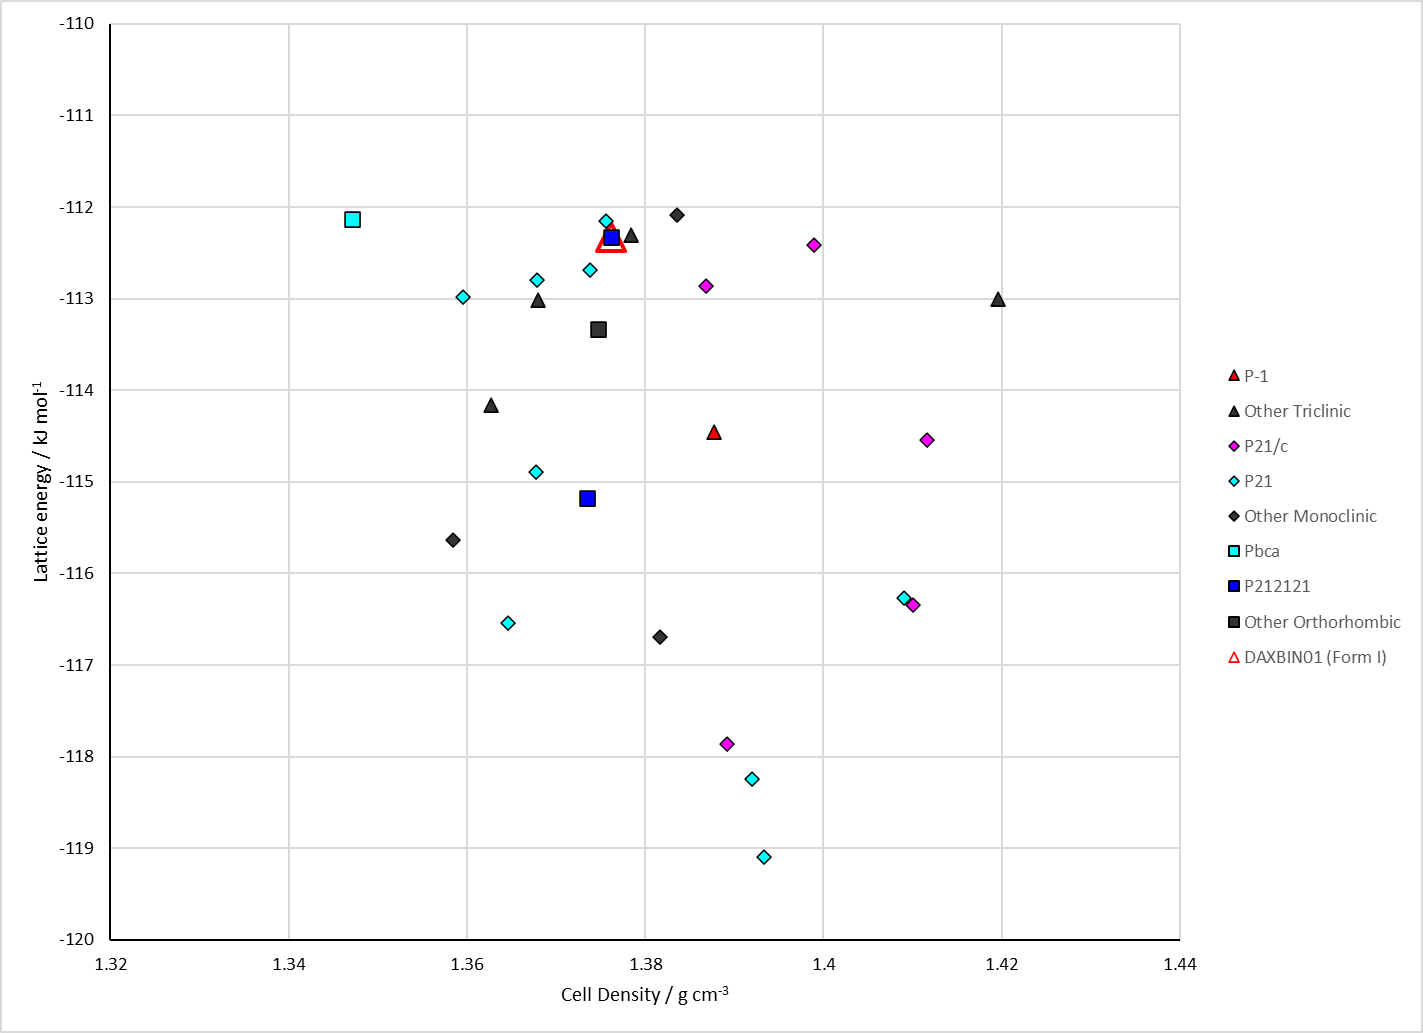 -110
-111
-112
-113
-114
-115
-116
-117
-118
-119
-120
Lattice energy / kJ mol⁻¹
1.32 1.34 1.36 1.38 1.4 1.42 1.44
Cell Density / g cm⁻³
P-1
Other Triclinic
P21/c
P21
Other Monoclinic
Pbca
P212121
Other Orthorhombic
DAXBIN01 (Form I)